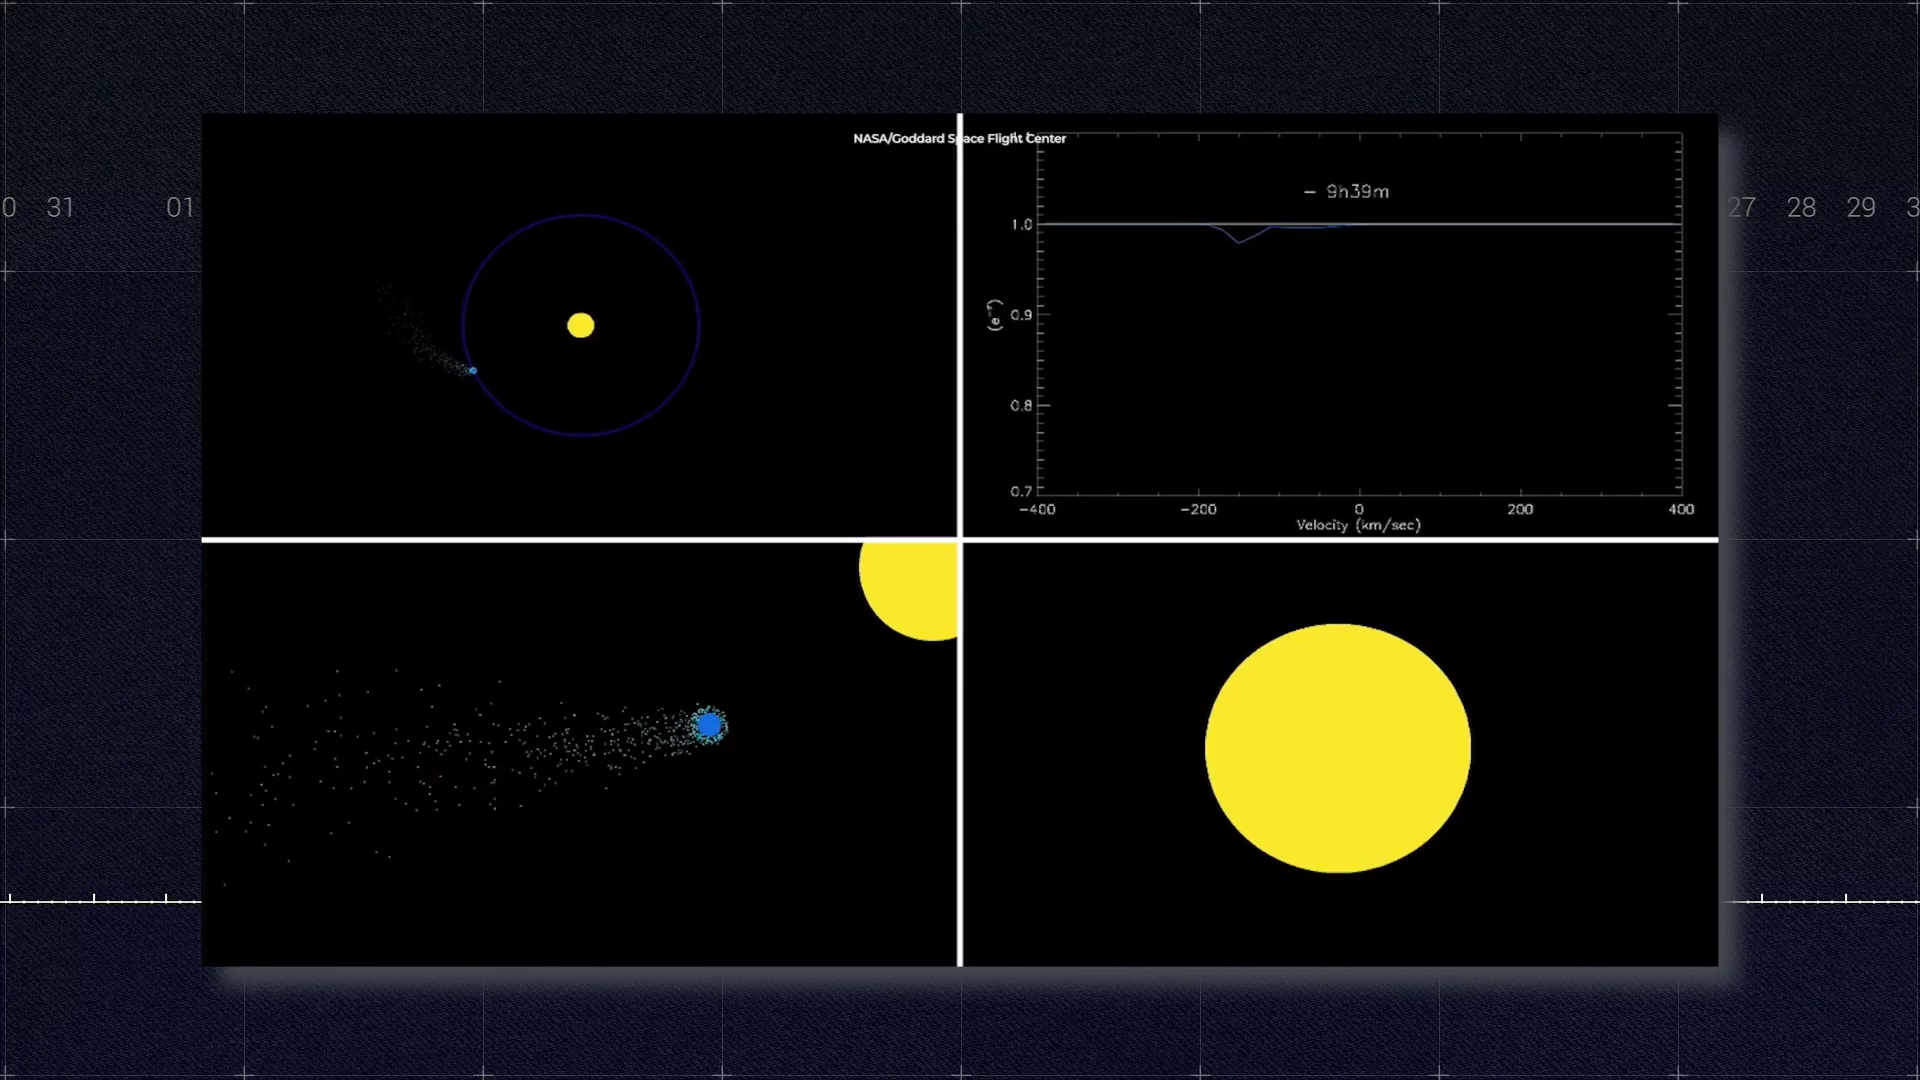 NASA/Goddard Space Flight Center
— 9h39m
0 31 01
27 28 29 3
1.0
(e⁻ᵀ)
0.9
0.8
0.7
−400 −200 0 200 400
Velocity (km/sec)